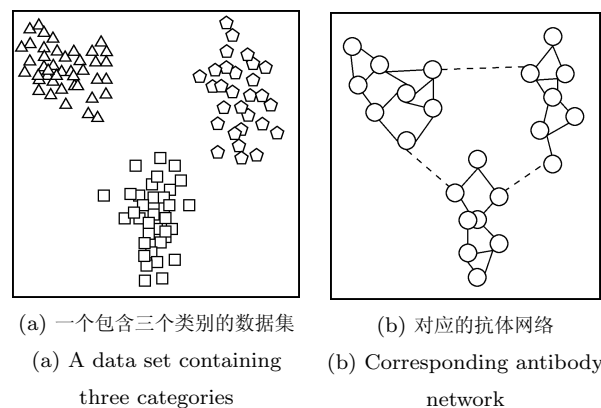 (a) 一个包含三个类别的数据集
(a) A data set containing
three categories
(b) 对应的抗体网络
(b) Corresponding antibody
network